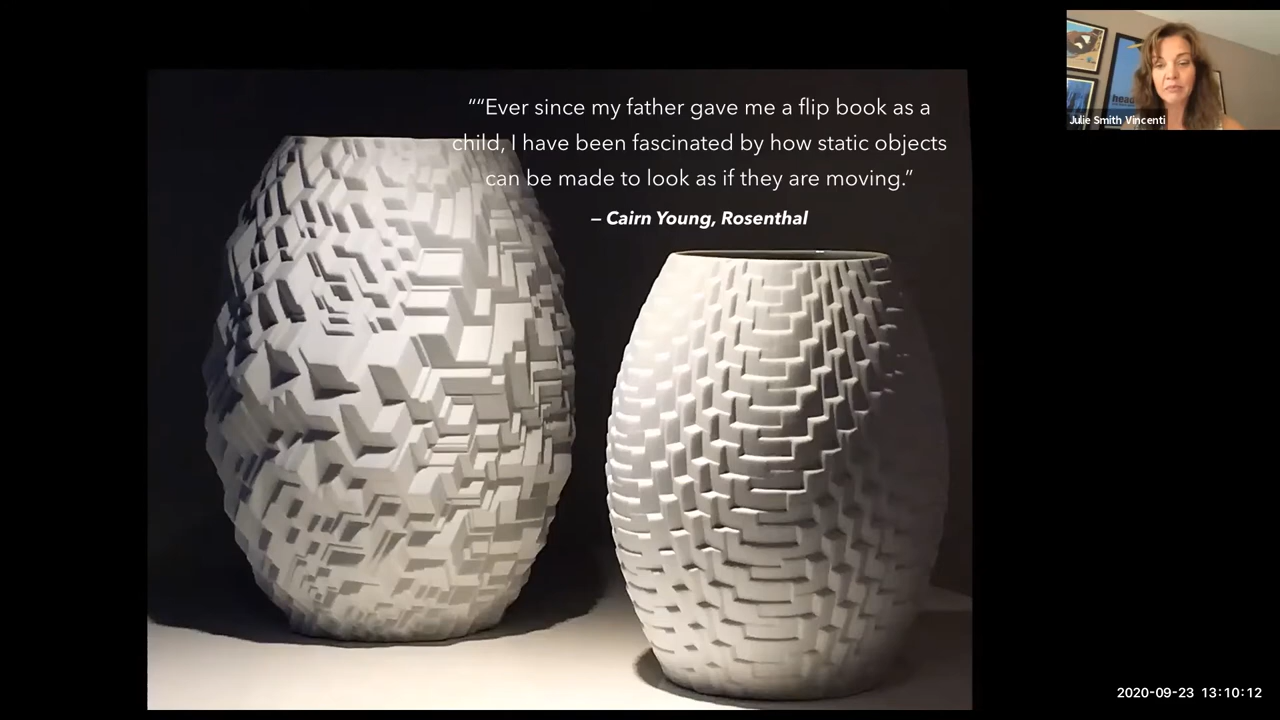 ““Ever since my father gave me a flip book as a
child, I have been fascinated by how static objects
can be made to look as if they are moving.”
– Cairn Young, Rosenthal
head
Julie Smith Vincenti
2020-09-23 13:10:12